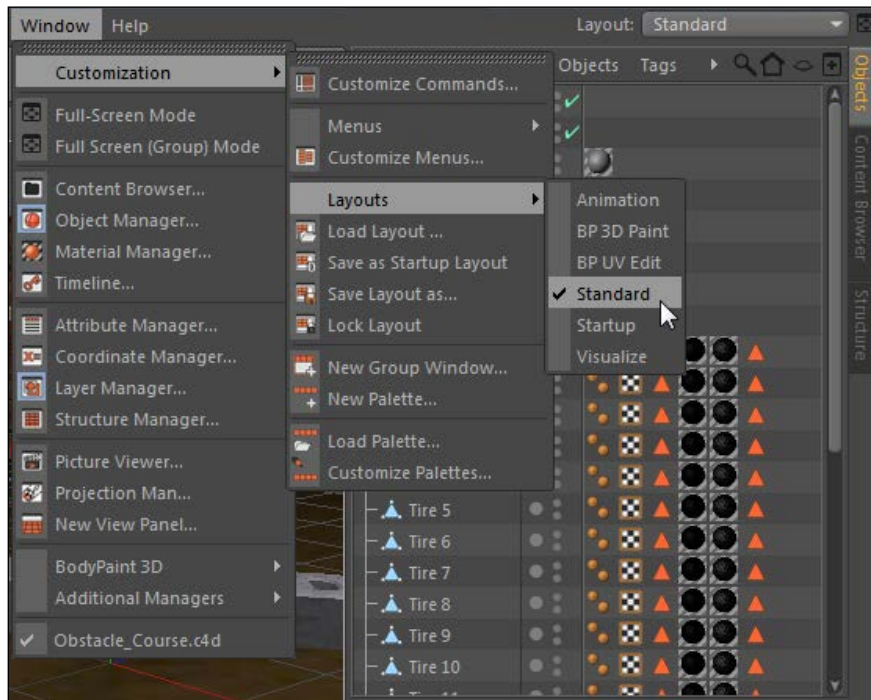 Window Help
Layout: Standard
Customization
Full-Screen Mode
Full Screen (Group) Mode
Content Browser...
Object Manager...
Material Manager...
Timeline...
Attribute Manager...
Coordinate Manager...
Layer Manager...
Structure Manager...
Picture Viewer...
Projection Man...
New View Panel...
BodyPaint 3D
Additional Managers
Obstacle_Course.c4d
Customize Commands...
Menus
Customize Menus...
Layouts
Load Layout ...
Save as Startup Layout
Save Layout as...
Lock Layout
New Group Window...
New Palette...
Load Palette...
Customize Palettes...
Animation
BP 3D Paint
BP UV Edit
Standard
Startup
Visualize
Objects Tags
Tire 5
Tire 6
Tire 7
Tire 8
Tire 9
Tire 10
Objects
Content Browser
Structure